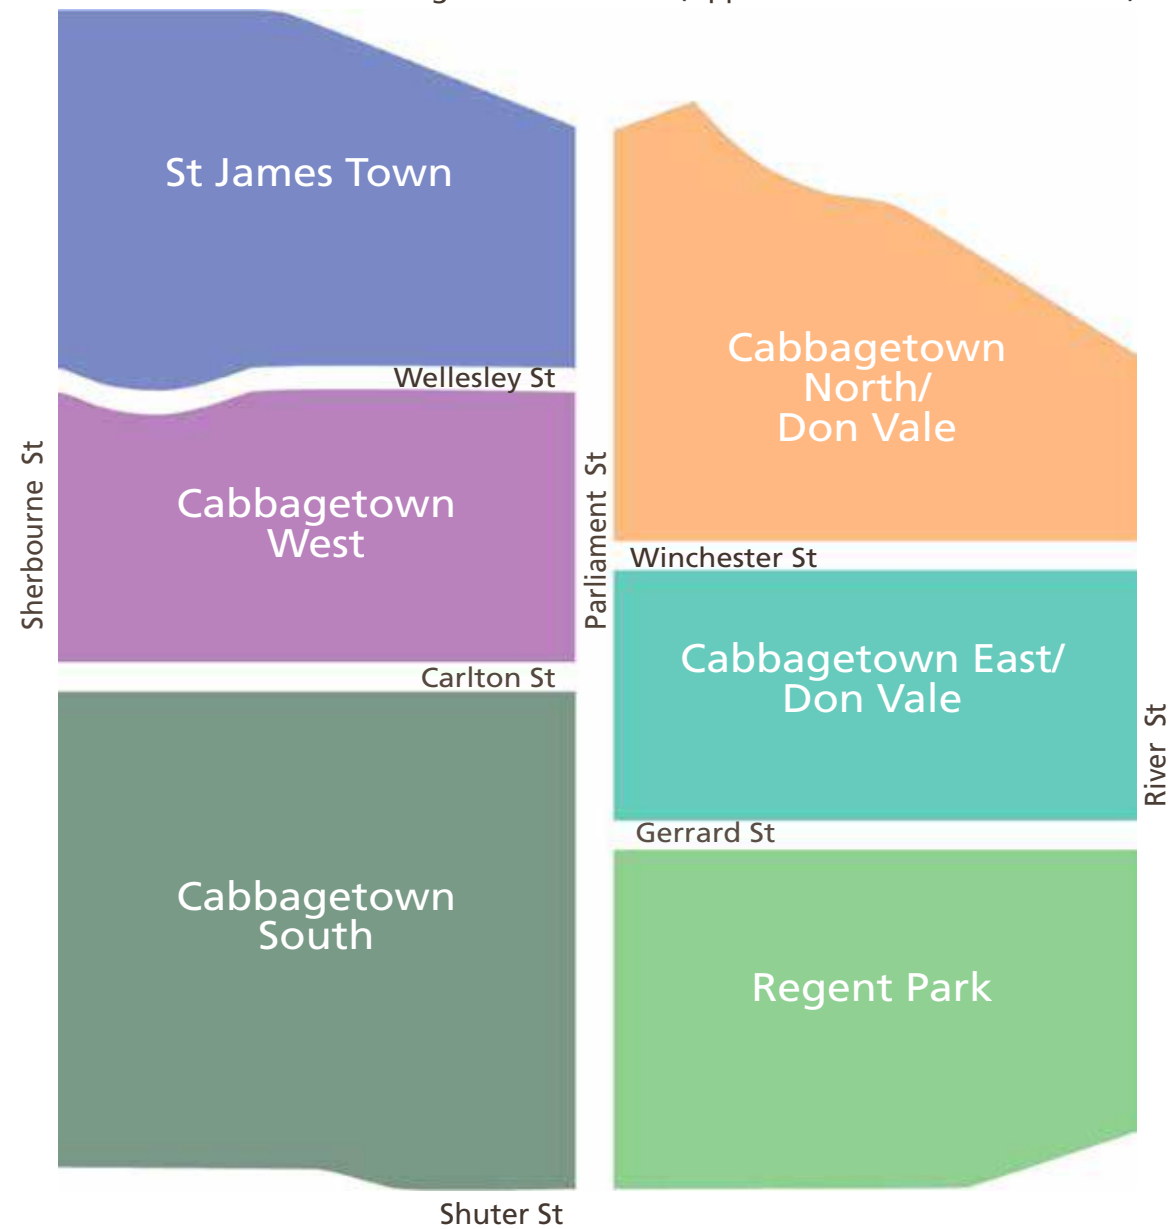 St James Town
Wellesley St
Cabbagetown
North/
Don Vale
Sherbourne St
Cabbagetown
West
Parliament St
Winchester St
Carlton St
Cabbagetown East/
Don Vale
River St
Gerrard St
Cabbagetown
South
Regent Park
Shuter St